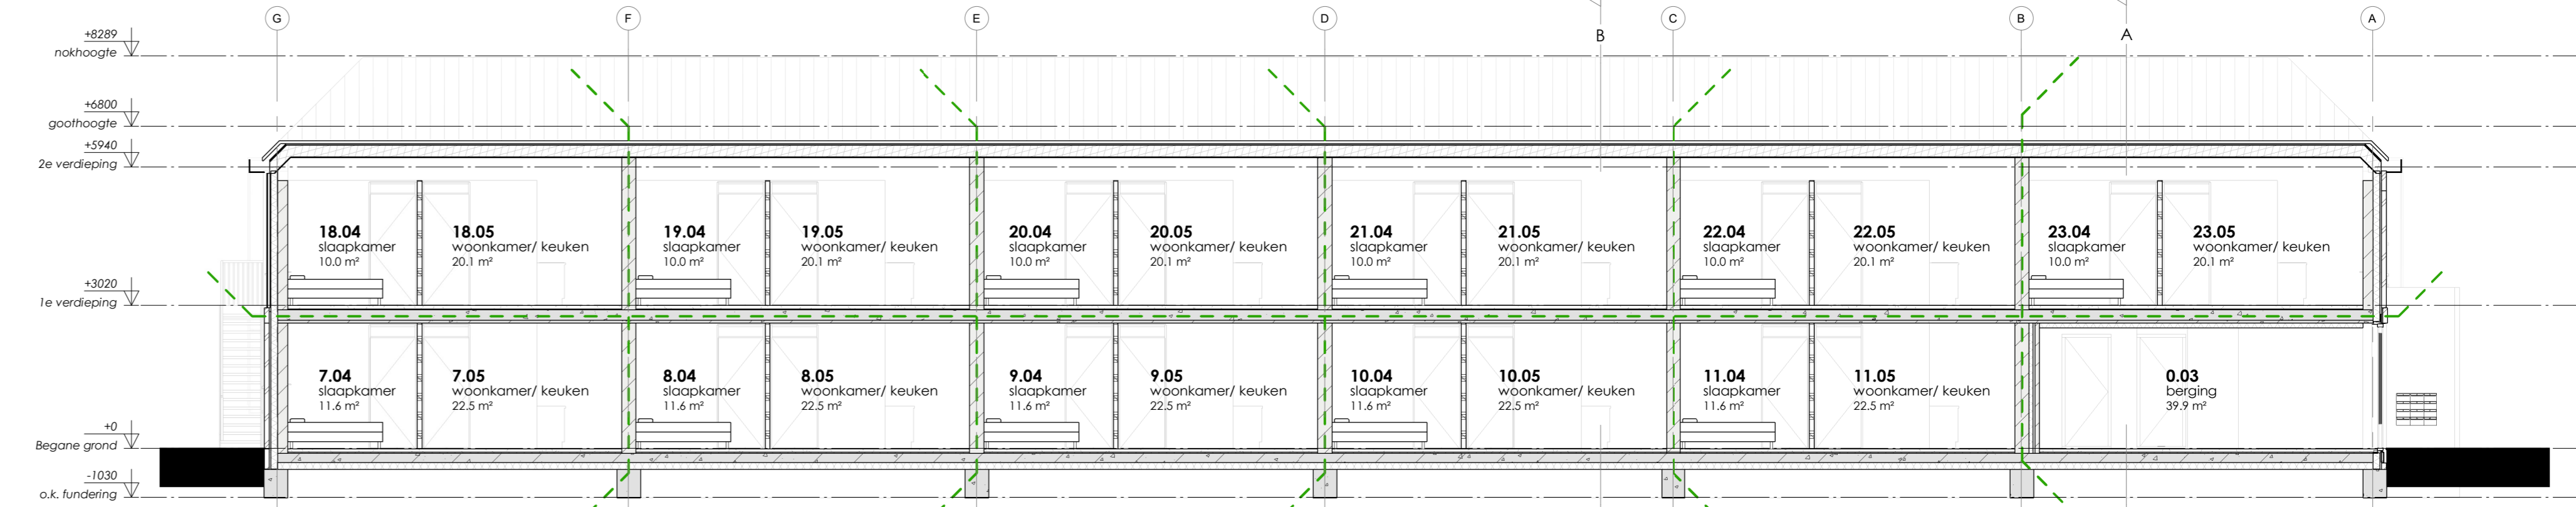 G
F
E
D
C
B
A
B
A
+8289
nokhoogte
+6800
goothoogte
+5940
2e verdieping
+3020
1e verdieping
+0
Begane grond
-1030
o.k. fundering
18.04
slaapkamer
10.0 m²
18.05
woonkamer/ keuken
20.1 m²
19.04
slaapkamer
10.0 m²
19.05
woonkamer/ keuken
20.1 m²
20.04
slaapkamer
10.0 m²
20.05
woonkamer/ keuken
20.1 m²
21.04
slaapkamer
10.0 m²
21.05
woonkamer/ keuken
20.1 m²
22.04
slaapkamer
10.0 m²
22.05
woonkamer/ keuken
20.1 m²
23.04
slaapkamer
10.0 m²
23.05
woonkamer/ keuken
20.1 m²
7.04
slaapkamer
11.6 m²
7.05
woonkamer/ keuken
22.5 m²
8.04
slaapkamer
11.6 m²
8.05
woonkamer/ keuken
22.5 m²
9.04
slaapkamer
11.6 m²
9.05
woonkamer/ keuken
22.5 m²
10.04
slaapkamer
11.6 m²
10.05
woonkamer/ keuken
22.5 m²
11.04
slaapkamer
11.6 m²
11.05
woonkamer/ keuken
22.5 m²
0.03
berging
39.9 m²